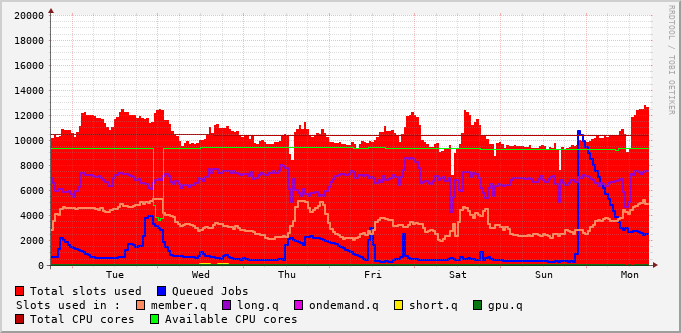 RRDTOOL / TOBI OETIKER
20000
18000
16000
14000
12000
10000
8000
6000
4000
2000
0
Tue Wed Thu Fri Sat Sun Mon
Total slots used Queued Jobs
Slots used in : member.q long.q ondemand.q short.q gpu.q
Total CPU cores Available CPU cores